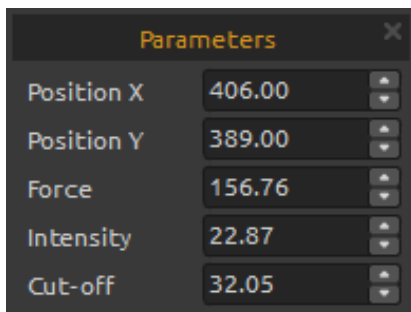 Parameters
Position X 406.00
Position Y 389.00
Force 156.76
Intensity 22.87
Cut-off 32.05